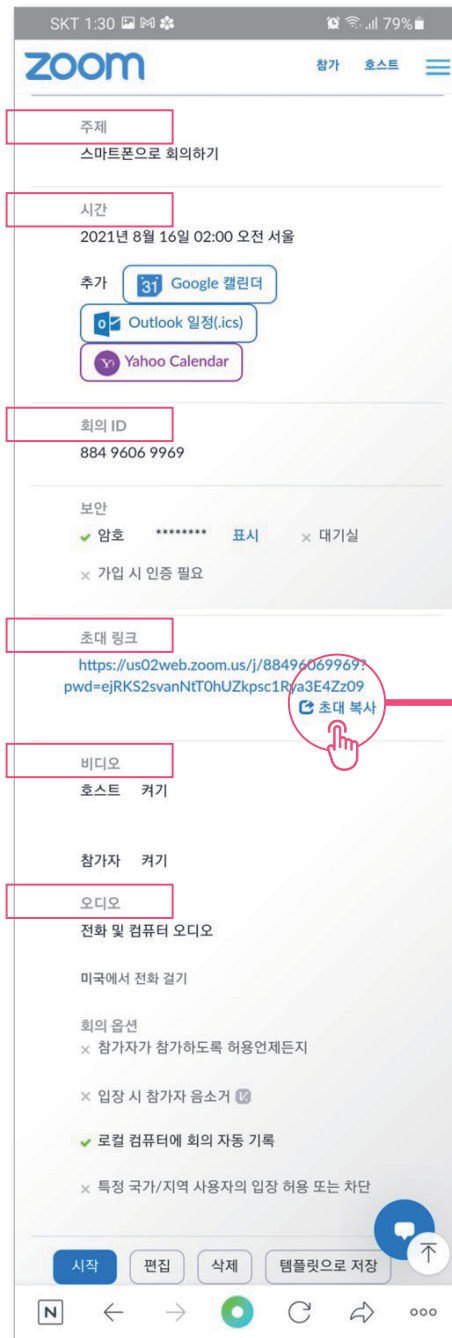 SKT 1:30 79%
zoom 참가 호스트
주제
스마트폰으로 회의하기
시간
2021년 8월 16일 02:00 오전 서울
추가 31 Google 캘린더
Outlook 일정(.ics)
Yahoo Calendar
회의 ID
884 9606 9969
보안
암호 ******** 표시 대기실
가입 시 인증 필요
초대 링크
https://us02web.zoom.us/j/88496069969?
pwd=ejRKS2svanNtT0hUZkpsc1Rya3E4Zz09
초대 복사
비디오
호스트 켜기
참가자 켜기
오디오
전화 및 컴퓨터 오디오
미국에서 전화 걸기
회의 옵션
참가자가 참가하도록 허용언제든지
입장 시 참가자 음소거
로컬 컴퓨터에 회의 자동 기록
특정 국가/지역 사용자의 입장 허용 또는 차단
시작 편집 삭제 템플릿으로 저장
N